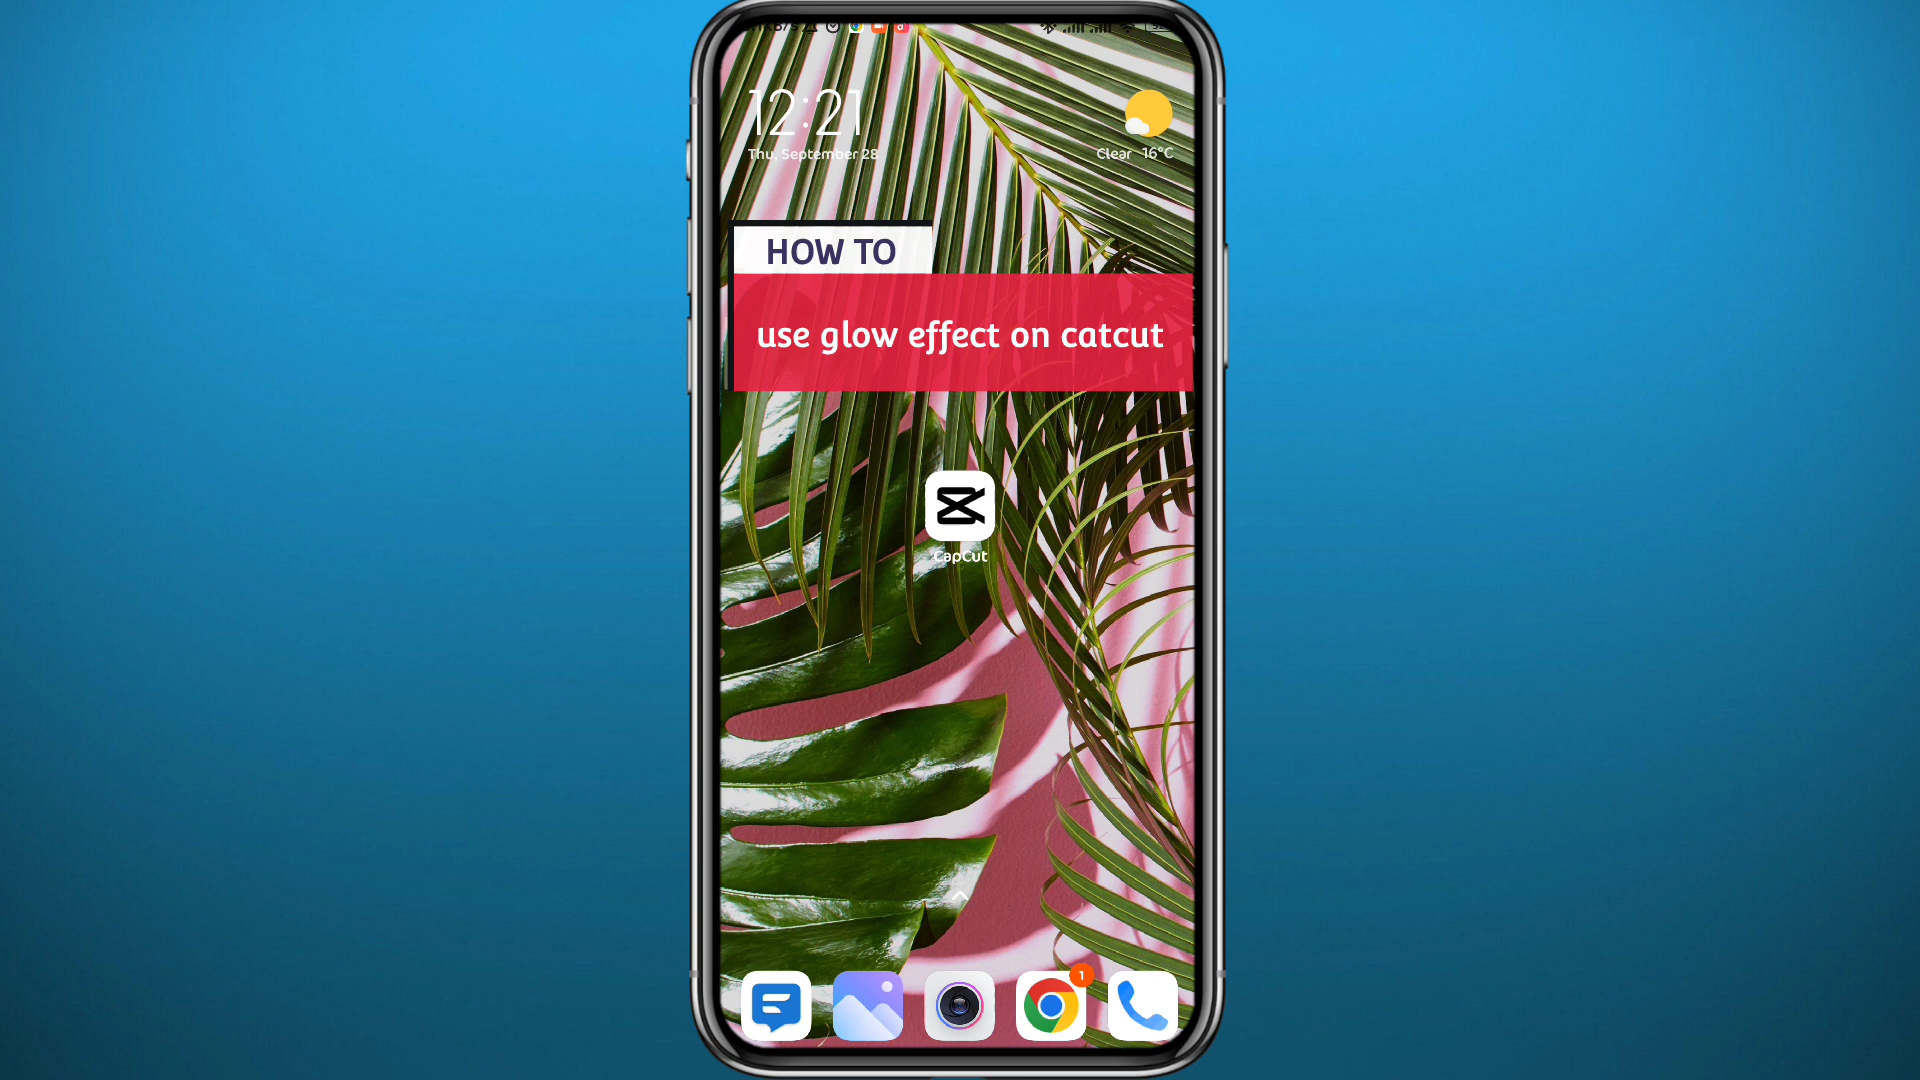 12:21
Thu, September 28
Clear 16°C
HOW TO
use glow effect on catcut
CapCut
1